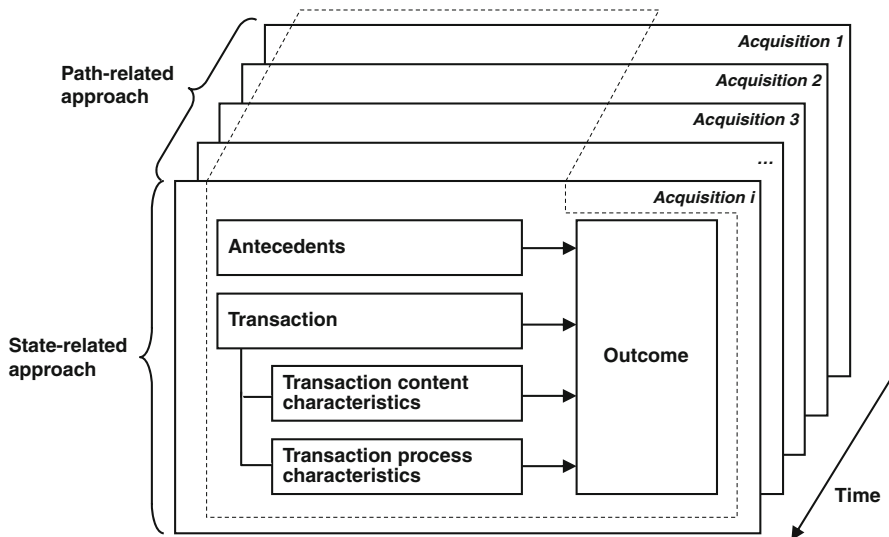 Acquisition 1
Path-related
approach
Acquisition 2
Acquisition 3
...
Acquisition i
Antecedents
Transaction
State-related
approach
Outcome
Transaction content
characteristics
Transaction process
characteristics
Time